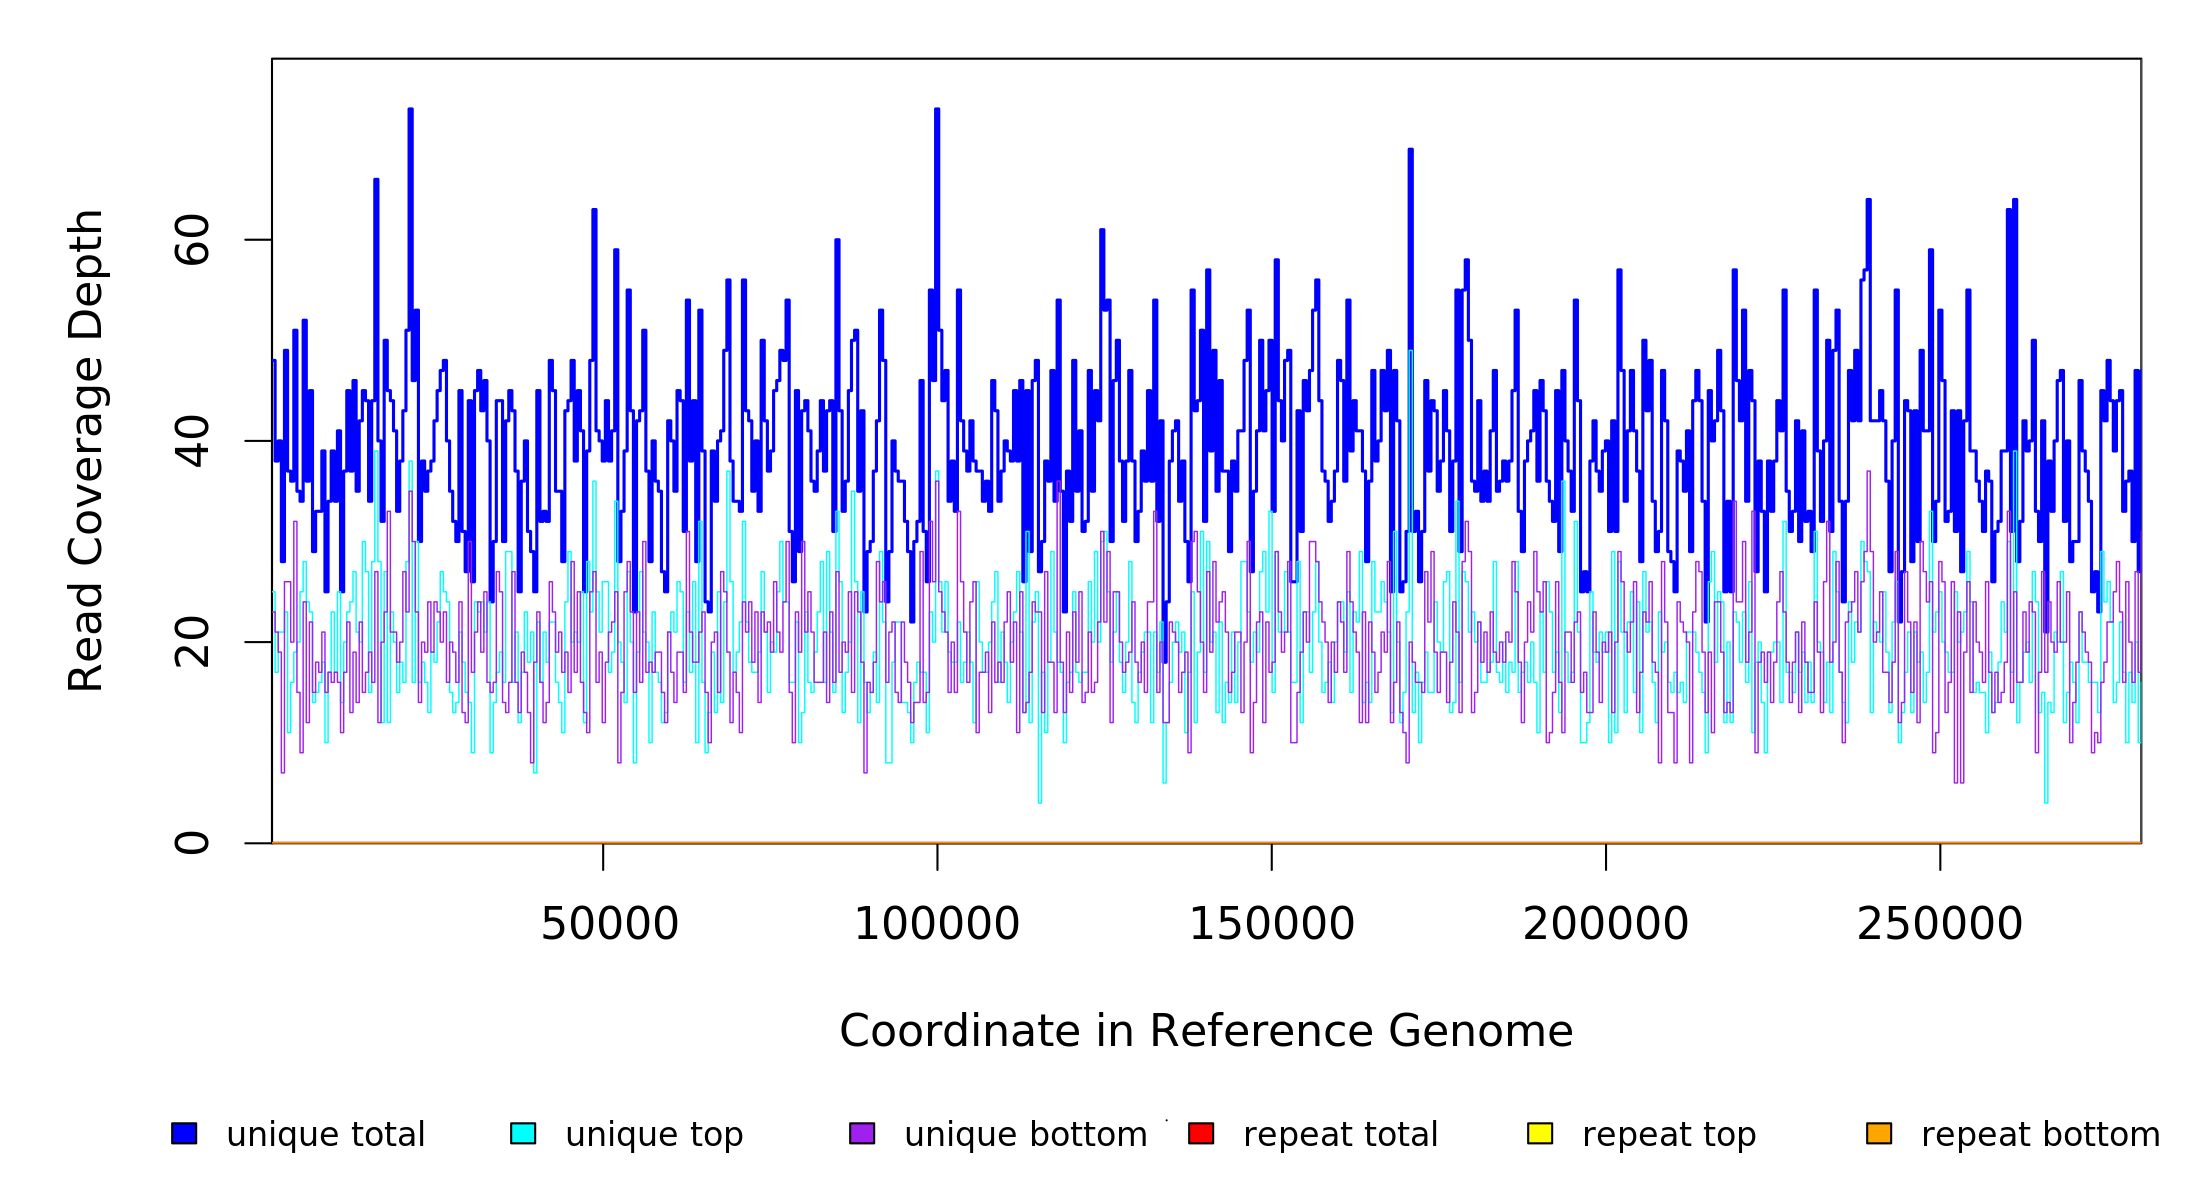 Read Coverage Depth
60
40
20
0
50000 100000 150000 200000 250000
Coordinate in Reference Genome
unique total unique top unique bottom repeat total repeat top repeat bottom